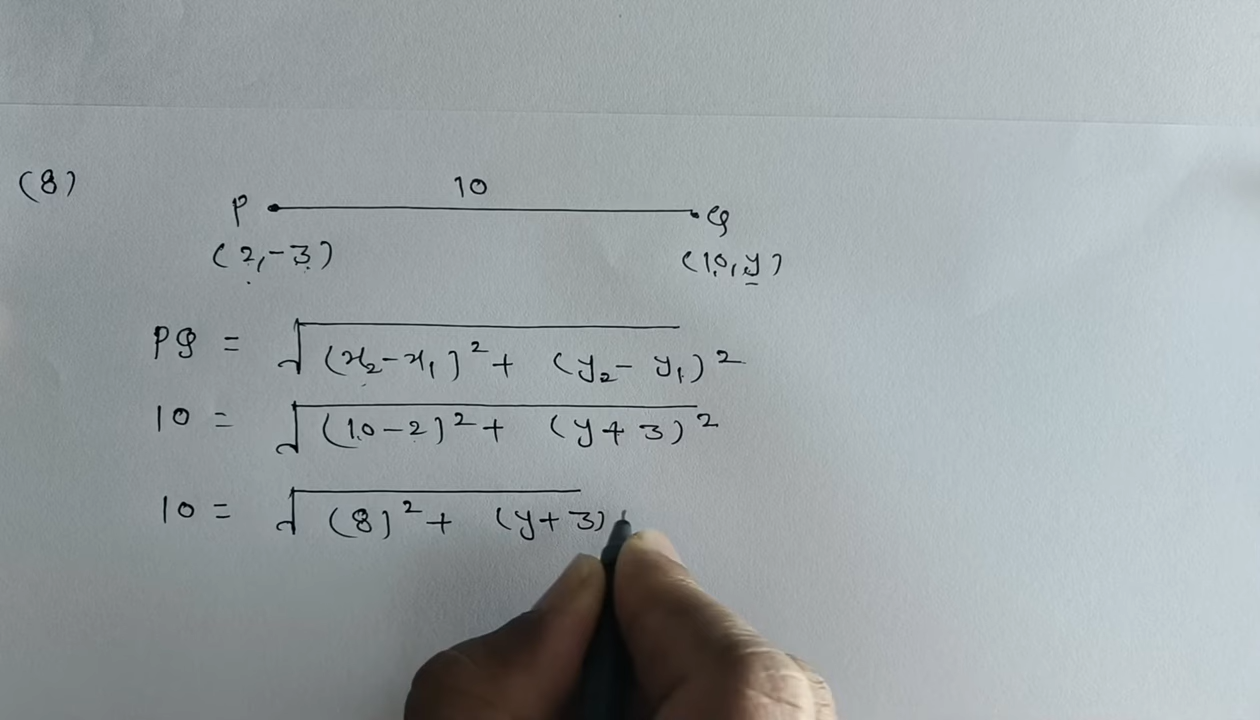 (8)
10
P Q
(2,-3) (10,y)
PQ = √(x₂-x₁)²+ (y₂- y₁)²
10 = √(10-2)²+ (y+3)²
10 = √(8)²+ (y+3)